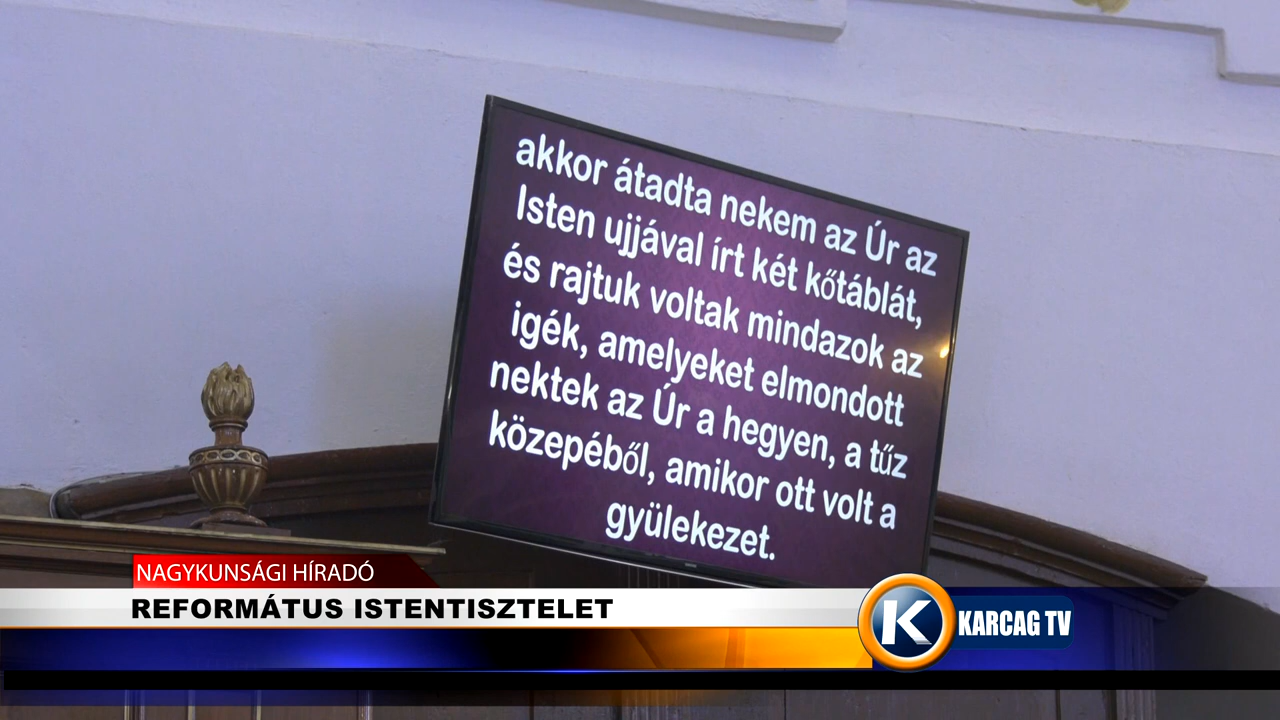 akkor átadta nekem az Úr az
Isten ujjával írt két kőtáblát,
és rajtuk voltak mindazok az
igék, amelyeket elmondott
nektek az Úr a hegyen, a tűz
közepéből, amikor ott volt a
gyülekezet.
NAGYKUNSÁGI HÍRADÓ
REFORMÁTUS ISTENTISZTELET
K KARCAG TV